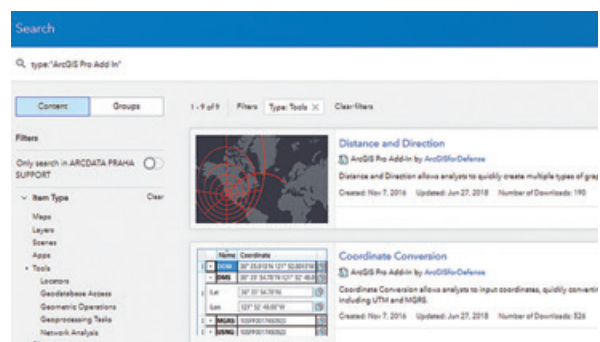 Search
type:"ArcGIS Pro Add In"
Content Groups
1 - 9 of 9 Filters Type: Tools × Clear filters
Filters
Only search in ARCDATA PRAHA
SUPPORT
Item Type Clear
Maps
Layers
Scenes
Apps
Tools
Locators
Geodatabase Access
Geometric Operations
Geoprocessing Tasks
Network Analysis
Distance and Direction
ArcGIS Pro Add-In by ArcGISforDefense
Distance and Direction allows analysts to quickly create multiple types of
Created: Nov 7, 2016 Updated: Jun 27, 2018 Number of Downloads: 190
Name Coordinate
DMS
Lat
Lon
MGRS
USNG
Coordinate Conversion
ArcGIS Pro Add-In by ArcGISforDefense
Coordinate Conversion allows analysts to input coordinates, quickly
including UTM and MGRS.
Created: Nov 7, 2016 Updated: Jun 27, 2018 Number of Downloads: 526